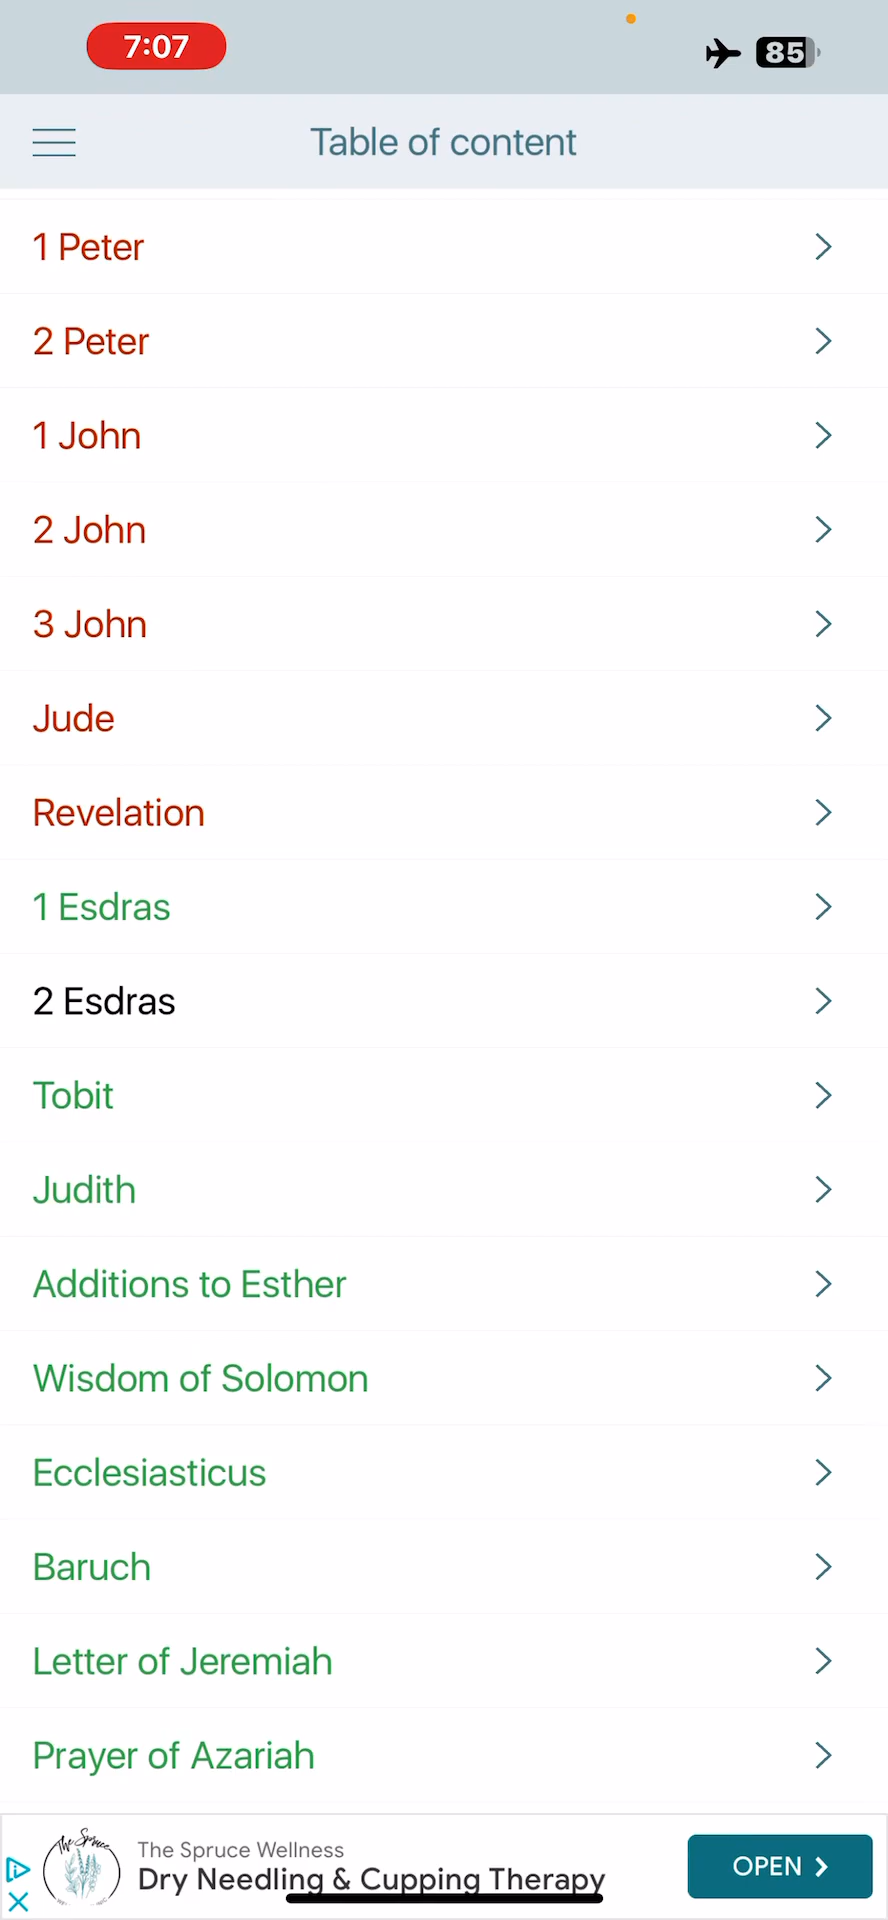 7:07
85
Table of content
1 Peter
2 Peter
1 John
2 John
3 John
Jude
Revelation
1 Esdras
2 Esdras
Tobit
Judith
Additions to Esther
Wisdom of Solomon
Ecclesiasticus
Baruch
Letter of Jeremiah
Prayer of Azariah
The Spruce
The Spruce Wellness
Dry Needling & Cupping Therapy
OPEN